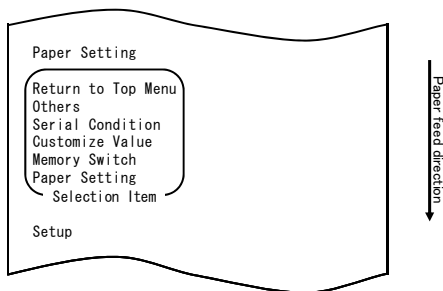 Paper Setting
Return to Top Menu
Others
Serial Condition
Customize Value
Memory Switch
Paper Setting
Selection Item
Setup
Paper feed direction